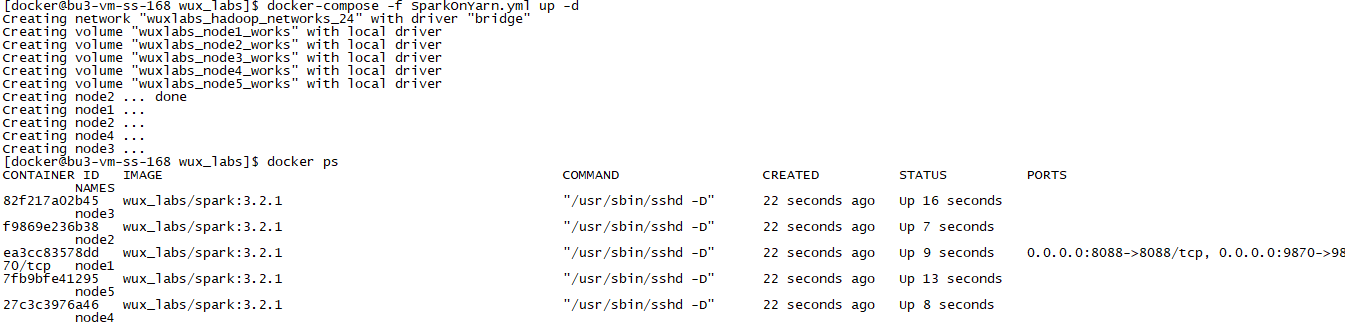 [docker@bu3-vm-ss-168 wux_labs]$ docker-compose -f SparkOnYarn.yml up -d
Creating network "wuxlabs_hadoop_networks_24" with driver "bridge"
Creating volume "wuxlabs_node1_works" with local driver
Creating volume "wuxlabs_node2_works" with local driver
Creating volume "wuxlabs_node3_works" with local driver
Creating volume "wuxlabs_node4_works" with local driver
Creating volume "wuxlabs_node5_works" with local driver
Creating node2 ... done
Creating node1 ...
Creating node2 ...
Creating node4 ...
Creating node3 ...
[docker@bu3-vm-ss-168 wux_labs]$ docker ps
CONTAINER ID   IMAGE                                                  COMMAND                  CREATED          STATUS          PORTS
         NAMES
82f217a02b45   wux_labs/spark:3.2.1                                   "/usr/sbin/sshd -D"      22 seconds ago   Up 16 seconds
         node3
f9869e236b38   wux_labs/spark:3.2.1                                   "/usr/sbin/sshd -D"      22 seconds ago   Up 7 seconds
         node2
ea3cc83578dd   wux_labs/spark:3.2.1                                   "/usr/sbin/sshd -D"      22 seconds ago   Up 9 seconds    0.0.0.0:8088->8088/tcp, 0.0.0.0:9870->98
70/tcp   node1
7fb9bfe41295   wux_labs/spark:3.2.1                                   "/usr/sbin/sshd -D"      22 seconds ago   Up 13 seconds
         node5
27c3c3976a46   wux_labs/spark:3.2.1                                   "/usr/sbin/sshd -D"      22 seconds ago   Up 8 seconds
         node4